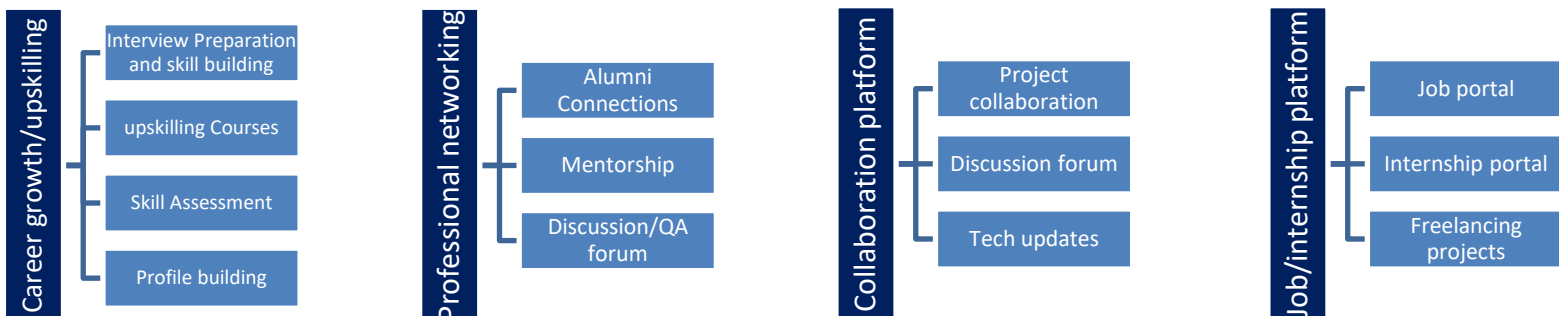 Career growth/upskilling
Interview Preparation
and skill building
upskilling Courses
Skill Assessment
Profile building
Professional networking
Alumni
Connections
Mentorship
Discussion/QA
forum
Collaboration platform
Project
collaboration
Discussion forum
Tech updates
Job/internship platform
Job portal
Internship portal
Freelancing
projects